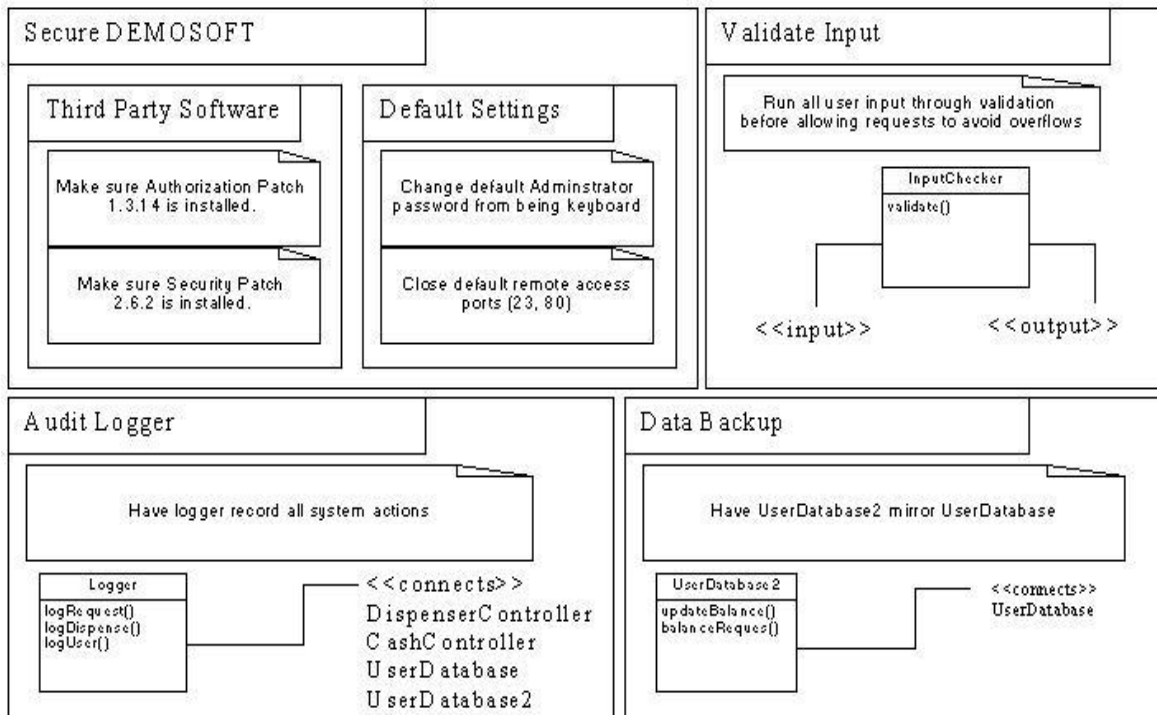 Secure DEMOSOFT
Third Party Software
Make sure Authorization Patch
1.3.14 is installed.
Make sure Security Patch
2.6.2 is installed.
Default Settings
Change default Adminstrator
password from being keyboard
Close default remote access
ports (23, 80)
Validate Input
Run all user input through validation
before allowing requests to avoid overflows
InputChecker
validate()
<<input>>
<<output>>
Audit Logger
Have logger record all system actions
Logger
logRequest()
logDispense()
logUser()
<<connects>>
DispenserController
CashController
UserDatabase
UserDatabase2
Data Backup
Have UserDatabase2 mirror UserDatabase
UserDatabase2
updateBalance()
balanceReques()
<<connects>>
UserDatabase